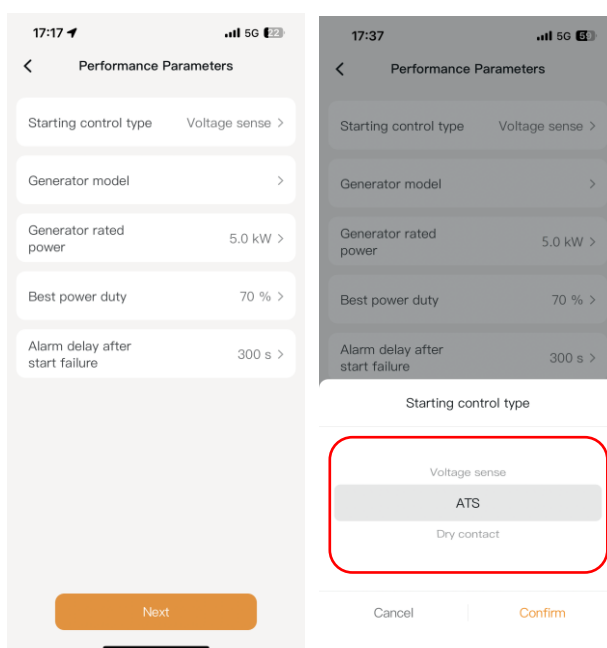 17:17
5G 22
Performance Parameters
Starting control type Voltage sense
Generator model
Generator rated
power
5.0 kW
Best power duty 70 %
Alarm delay after
start failure
300 s
Next
17:37
5G 5
Performance Parameters
Starting control type Voltage sense
Generator model
Generator rated
power
5.0 kW
Best power duty 70 %
Alarm delay after
start failure
300 s
Starting control type
Voltage sense
ATS
Dry contact
Cancel Confirm